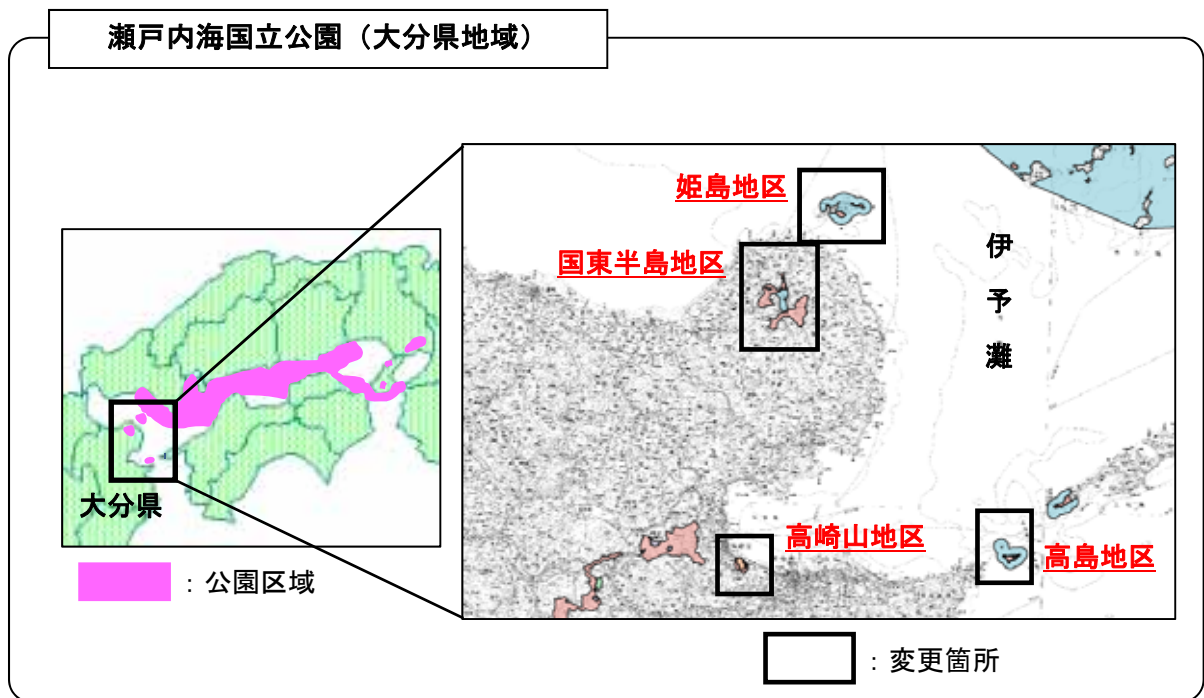 瀬戸内海国立公園（大分県地域）
姫島地区
国東半島地区
伊予灘
大分県
高崎山地区
高島地区
：公園区域
：変更箇所